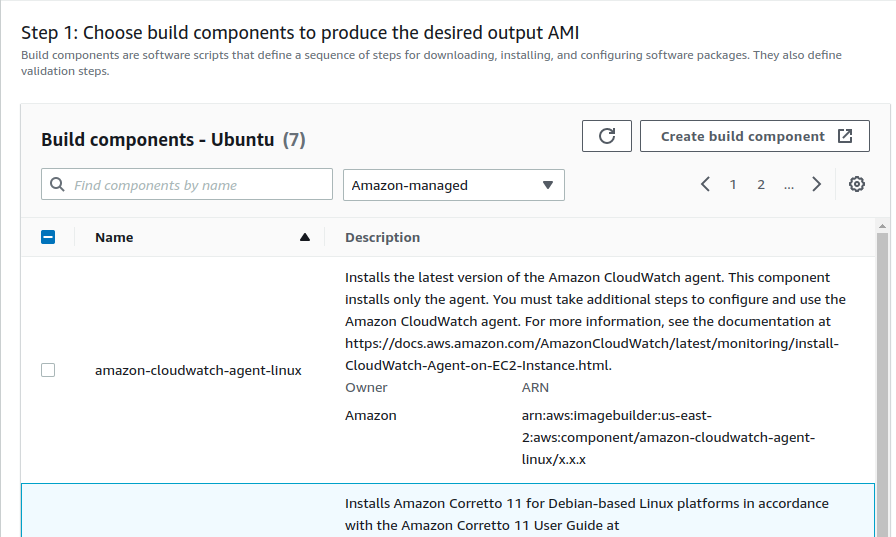 Step 1: Choose build components to produce the desired output AMI
Build components are software scripts that define a sequence of steps for downloading, installing, and configuring software packages. They also define
validation steps.
Build components - Ubuntu (7)
Create build component
Find components by name
Amazon-managed
1 2 ...
Name
Description
Installs the latest version of the Amazon CloudWatch agent. This component
installs only the agent. You must take additional steps to configure and use the
Amazon CloudWatch agent. For more information, see the documentation at
https://docs.aws.amazon.com/AmazonCloudWatch/latest/monitoring/install-
CloudWatch-Agent-on-EC2-Instance.html.
amazon-cloudwatch-agent-linux
Owner
ARN
Amazon
arn:aws:imagebuilder:us-east-
2:aws:component/amazon-cloudwatch-agent-
linux/x.x.x
Installs Amazon Corretto 11 for Debian-based Linux platforms in accordance
with the Amazon Corretto 11 User Guide at